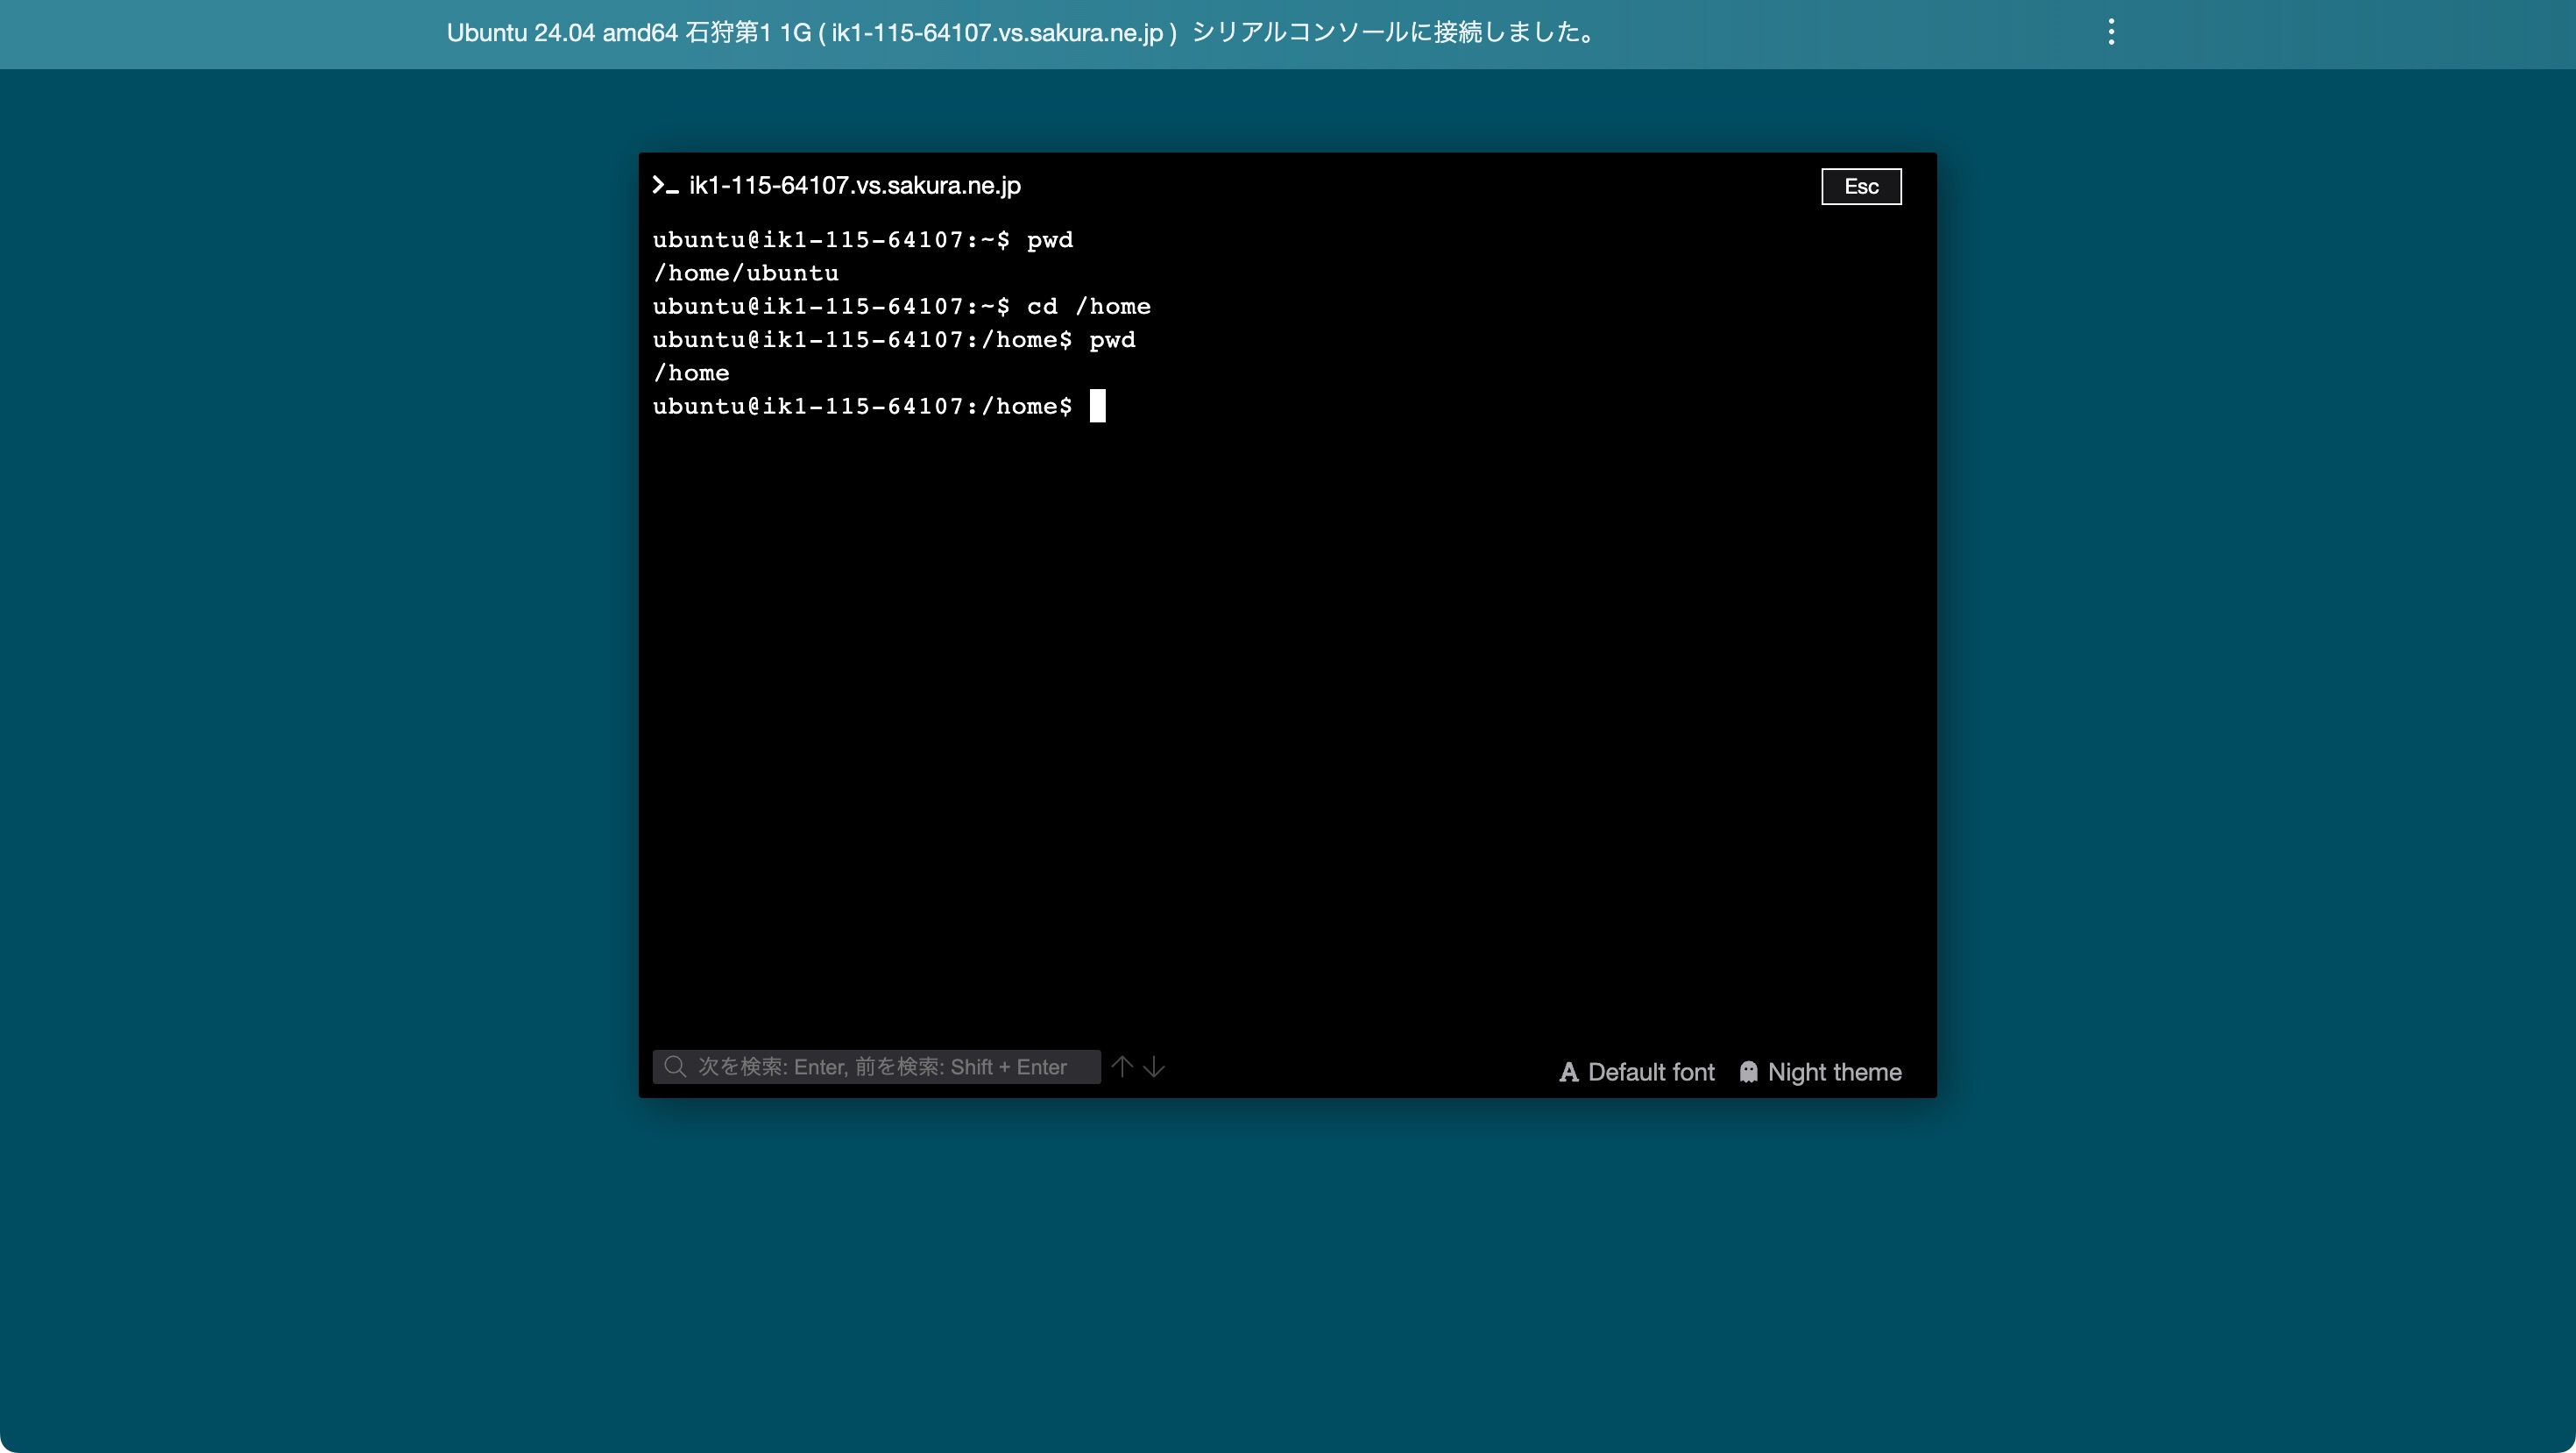 Ubuntu 24.04 amd64 石狩第1 1G ( ik1-115-64107.vs.sakura.ne.jp ) シリアルコンソールに接続しました。
ik1-115-64107.vs.sakura.ne.jp
Esc
ubuntu@ik1-115-64107:~$ pwd
/home/ubuntu
ubuntu@ik1-115-64107:~$ cd /home
ubuntu@ik1-115-64107:/home$ pwd
/home
ubuntu@ik1-115-64107:/home$
次を検索: Enter, 前を検索: Shift + Enter
Default font
Night theme